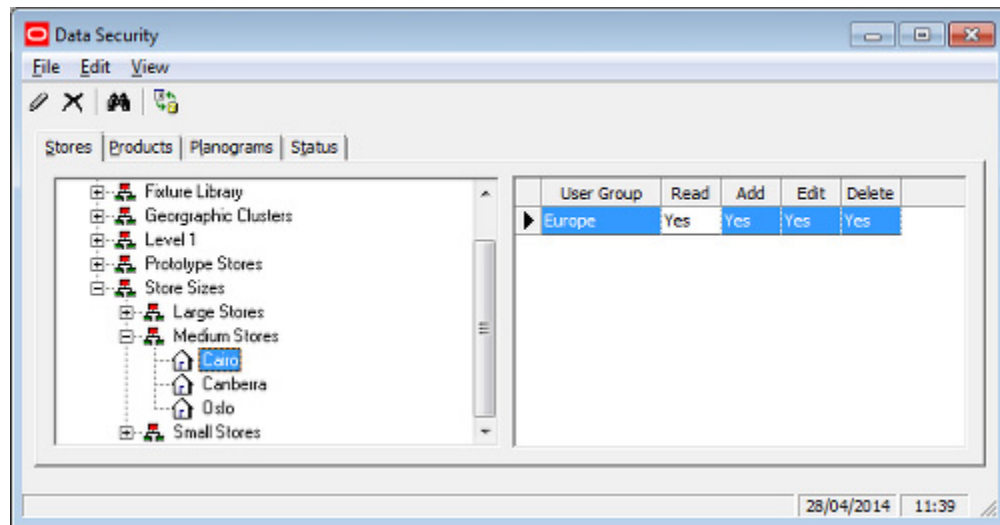 Data Security
File Edit View
Stores Products Planograms Status
Fixture Library
Georgraphic Clusters
Level 1
Prototype Stores
Store Sizes
Large Stores
Medium Stores
Cairo
Canberra
Oslo
Small Stores
User Group Read Add Edit Delete
Europe Yes Yes Yes Yes
28/04/2014 11:39